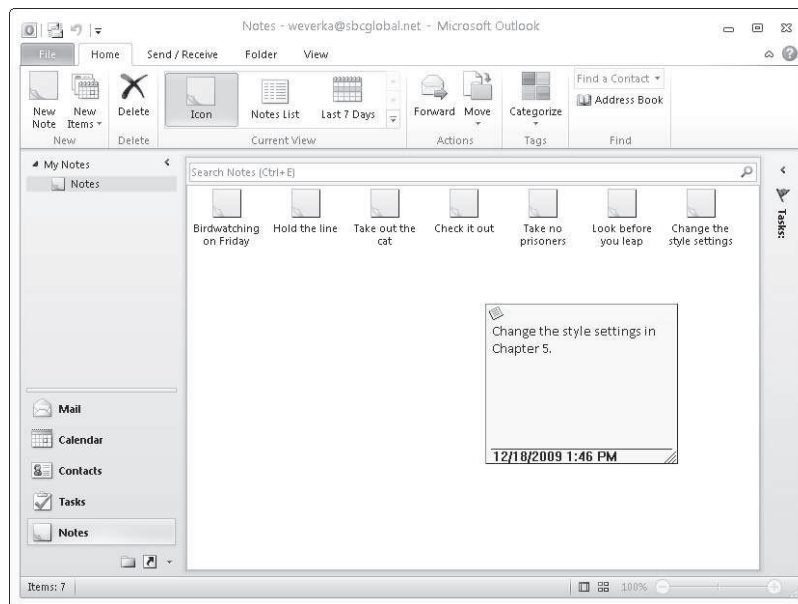 Notes - weverka@sbcglobal.net - Microsoft Outlook
File Home Send / Receive Folder View
New Note
New Items
Delete
Icon
Notes List
Last 7 Days
Forward
Move
Categorize
Find a Contact
Address Book
New
Delete
Current View
Actions
Tags
Find
My Notes
Notes
Search Notes (Ctrl+E)
Birdwatching
on Friday
Hold the line
Take out the
cat
Check it out
Take no
prisoners
Look before
you leap
Change the
style settings
Tasks:
Change the style settings in
Chapter 5.
12/18/2009 1:46 PM
Mail
Calendar
Contacts
Tasks
Notes
Items: 7
100%